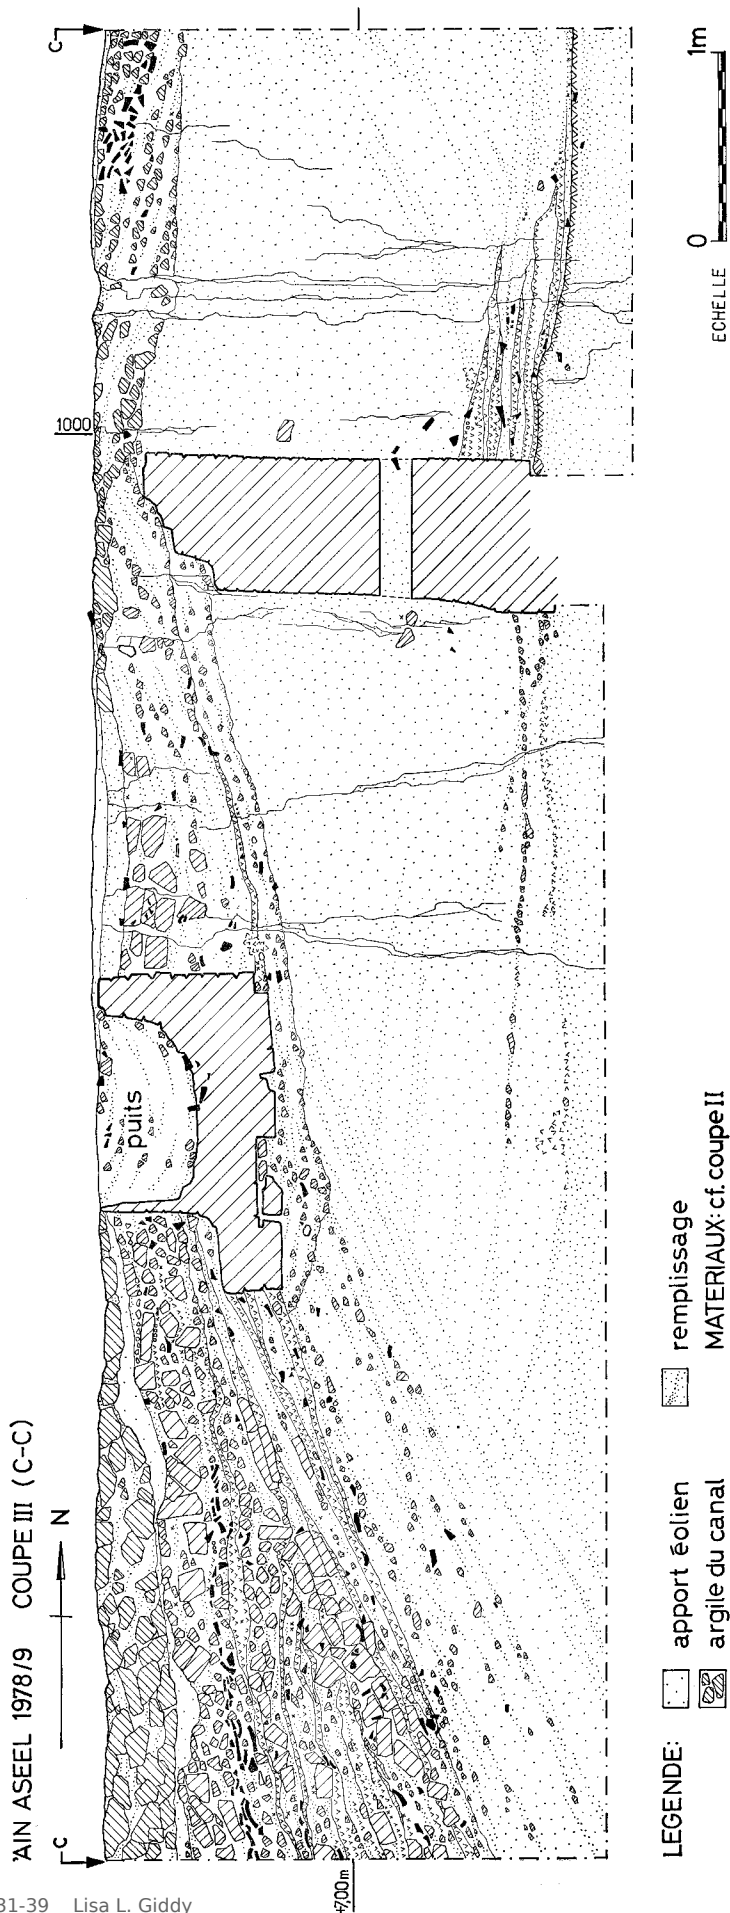 'AIN ASEEL 1978/9 COUPE III (C-C)
N
C
C
1000
puits
+7,00m
LEGENDE:
apport éolien
argile du canal
remplissage
MATERIAUX: cf. coupe II
0
1m
ECHELLE
31-39 Lisa L. Giddy